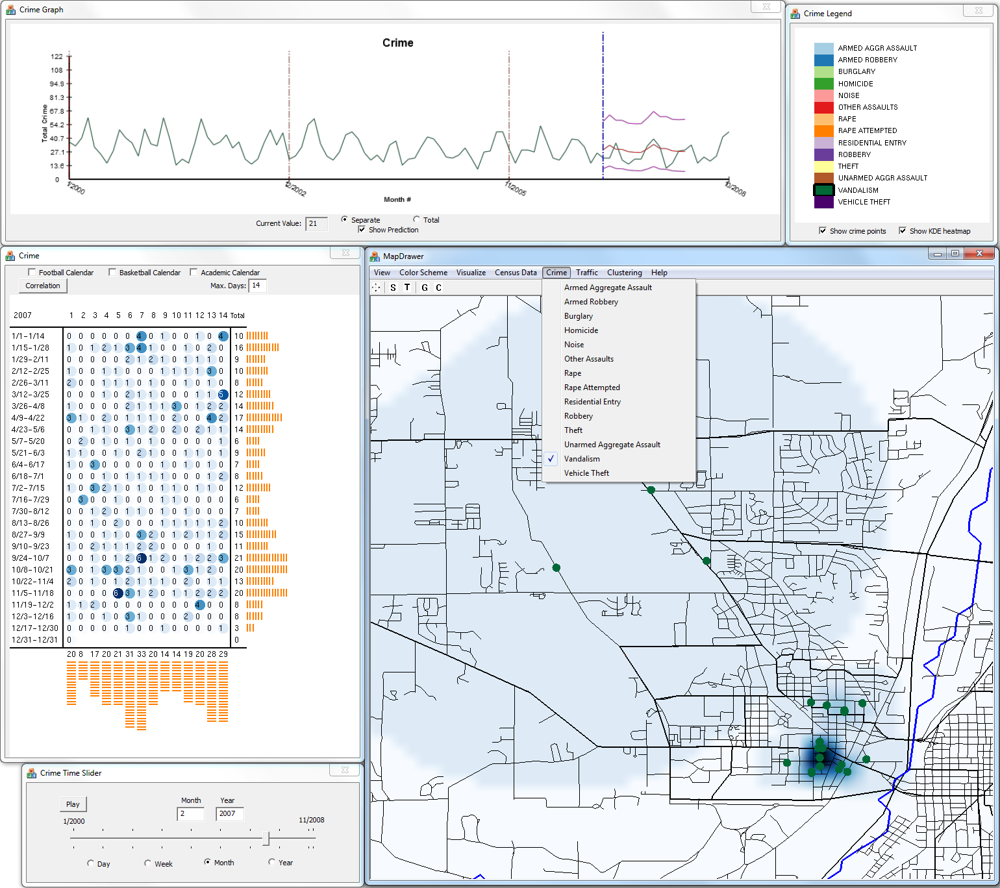 Crime Graph
Crime
122
108
94.9
81.3
67.8
54.2
40.7
27.1
13.6
0
Total Crime
1/2000
12/2002
11/2005
10/2008
Month #
Current Value: 21
Separate
Total
Show Prediction
Crime Legend
ARMED AGGR ASSAULT
ARMED ROBBERY
BURGLARY
HOMICIDE
NOISE
OTHER ASSAULTS
RAPE
RAPE ATTEMPTED
RESIDENTIAL ENTRY
ROBBERY
THEFT
UNARMED AGGR ASSAULT
VANDALISM
VEHICLE THEFT
Show crime points
Show KDE heatmap
Crime
Football Calendar
Basketball Calendar
Academic Calendar
Correlation
Max. Days: 14
2007 1 2 3 4 5 6 7 8 9 10 11 12 13 14 Total
1/1-1/14 0 0 0 0 0 0 4 0 1 0 0 1 0 4 10
1/15-1/28 1 0 1 2 1 3 4 1 0 0 1 0 2 0 16
1/29-2/11 0 0 0 0 0 2 1 2 0 1 1 1 1 0 9
2/12-2/25 1 0 0 0 1 0 0 1 1 1 1 1 3 0 10
2/26-3/11 2 0 1 1 1 0 1 0 0 0 1 0 1 0 8
3/12-3/25 0 0 0 1 0 2 1 1 0 0 1 0 1 5 12
3/26-4/8 1 0 0 0 0 2 1 1 1 3 0 1 2 2 14
4/9-4/22 3 1 0 2 0 1 1 1 0 2 0 0 4 2 17
4/23-5/6 0 0 1 1 0 3 1 2 0 2 0 2 1 1 14
5/7-5/20 0 2 0 0 1 0 1 1 0 0 0 0 0 1 6
5/21-6/3 0 1 0 0 1 0 2 1 0 1 1 1 0 1 9
6/4-6/17 1 0 3 0 0 0 0 0 1 0 1 0 1 0 7
6/18-7/1 0 0 0 0 1 1 1 1 0 0 0 1 1 2 8
7/2-7/15 1 1 3 2 1 0 0 0 0 1 1 0 1 1 12
7/16-7/29 0 3 0 0 1 0 0 0 1 1 0 0 0 0 6
7/30-8/12 0 0 1 2 0 1 0 1 0 0 1 0 1 0 7
8/13-8/26 0 0 1 0 2 0 0 0 1 1 1 1 1 2 10
8/27-9/9 1 0 0 1 1 0 3 2 0 1 2 1 2 1 15
9/10-9/23 1 0 2 1 1 1 2 2 0 0 0 0 1 0 11
9/24-10/7 0 0 1 0 1 2 6 1 2 0 1 2 2 3 21
10/8-10/21 3 0 1 3 3 2 1 0 0 1 3 1 1 1 20
10/22-11/4 2 0 1 0 1 2 1 1 1 0 2 0 1 1 13
11/5-11/18 0 0 0 0 6 3 1 2 0 1 1 2 2 2 20
11/19-12/2 1 1 2 0 0 0 0 0 0 0 0 4 0 0 8
12/3-12/16 1 0 0 1 0 3 1 0 0 0 2 0 0 0 8
12/17-12/30 0 0 0 0 0 1 0 0 1 0 0 0 0 1 3
12/31-12/31 0 0
20 8 17 20 21 31 33 20 14 14 19 20 28 29
Crime Time Slider
Play
Month
Year
2
2007
1/2000
11/2008
Day
Week
Month
Year
MapDrawer
View Color Scheme Visualize Census Data Crime Traffic Clustering Help
S T G C
Armed Aggregate Assault
Armed Robbery
Burglary
Homicide
Noise
Other Assaults
Rape
Rape Attempted
Residential Entry
Robbery
Theft
Unarmed Aggregate Assault
Vandalism
Vehicle Theft